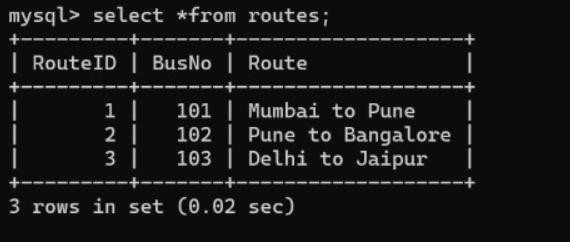 mysql> select *from routes;
+---------+-------+-------------------+
| RouteID | BusNo | Route             |
+---------+-------+-------------------+
|       1 |   101 | Mumbai to Pune    |
|       2 |   102 | Pune to Bangalore |
|       3 |   103 | Delhi to Jaipur   |
+---------+-------+-------------------+
3 rows in set (0.02 sec)